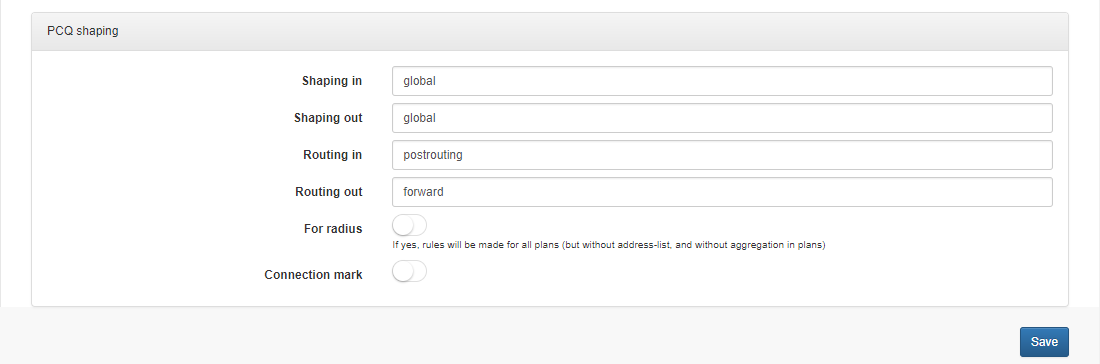 PCQ shaping
Shaping in global
Shaping out global
Routing in postrouting
Routing out forward
For radius
If yes, rules will be made for all plans (but without address-list, and without aggregation in plans)
Connection mark
Save